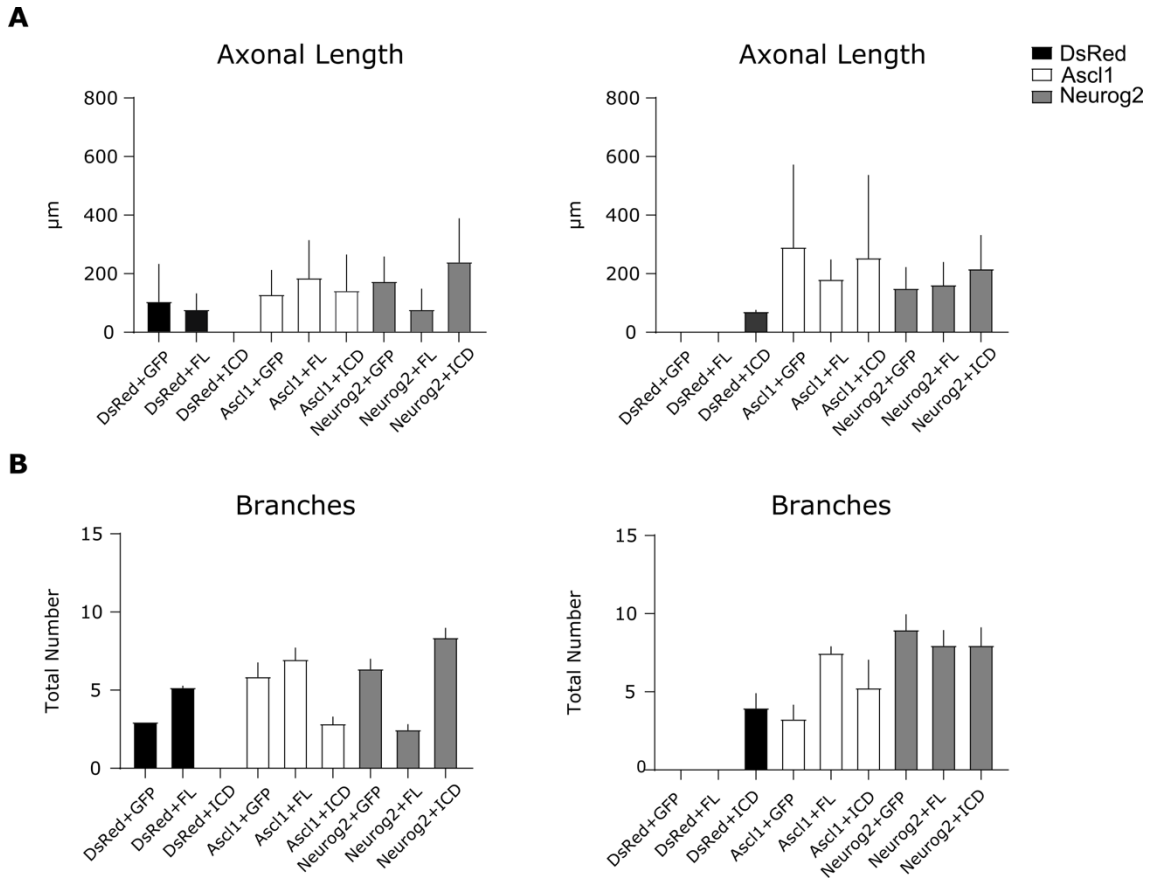 A
Axonal Length
800
600
400
200
0
µm
DsRed+GFP
DsRed+FL
DsRed+ICD
Ascl1+GFP
Ascl1+FL
Ascl1+ICD
Neurog2+GFP
Neurog2+FL
Neurog2+ICD
Axonal Length
800
600
400
200
0
µm
DsRed+GFP
DsRed+FL
DsRed+ICD
Ascl1+GFP
Ascl1+FL
Ascl1+ICD
Neurog2+GFP
Neurog2+FL
Neurog2+ICD
DsRed
Ascl1
Neurog2
B
Branches
15
10
5
0
Total Number
DsRed+GFP
DsRed+FL
DsRed+ICD
Ascl1+GFP
Ascl1+FL
Ascl1+ICD
Neurog2+GFP
Neurog2+FL
Neurog2+ICD
Branches
15
10
5
0
Total Number
DsRed+GFP
DsRed+FL
DsRed+ICD
Ascl1+GFP
Ascl1+FL
Ascl1+ICD
Neurog2+GFP
Neurog2+FL
Neurog2+ICD